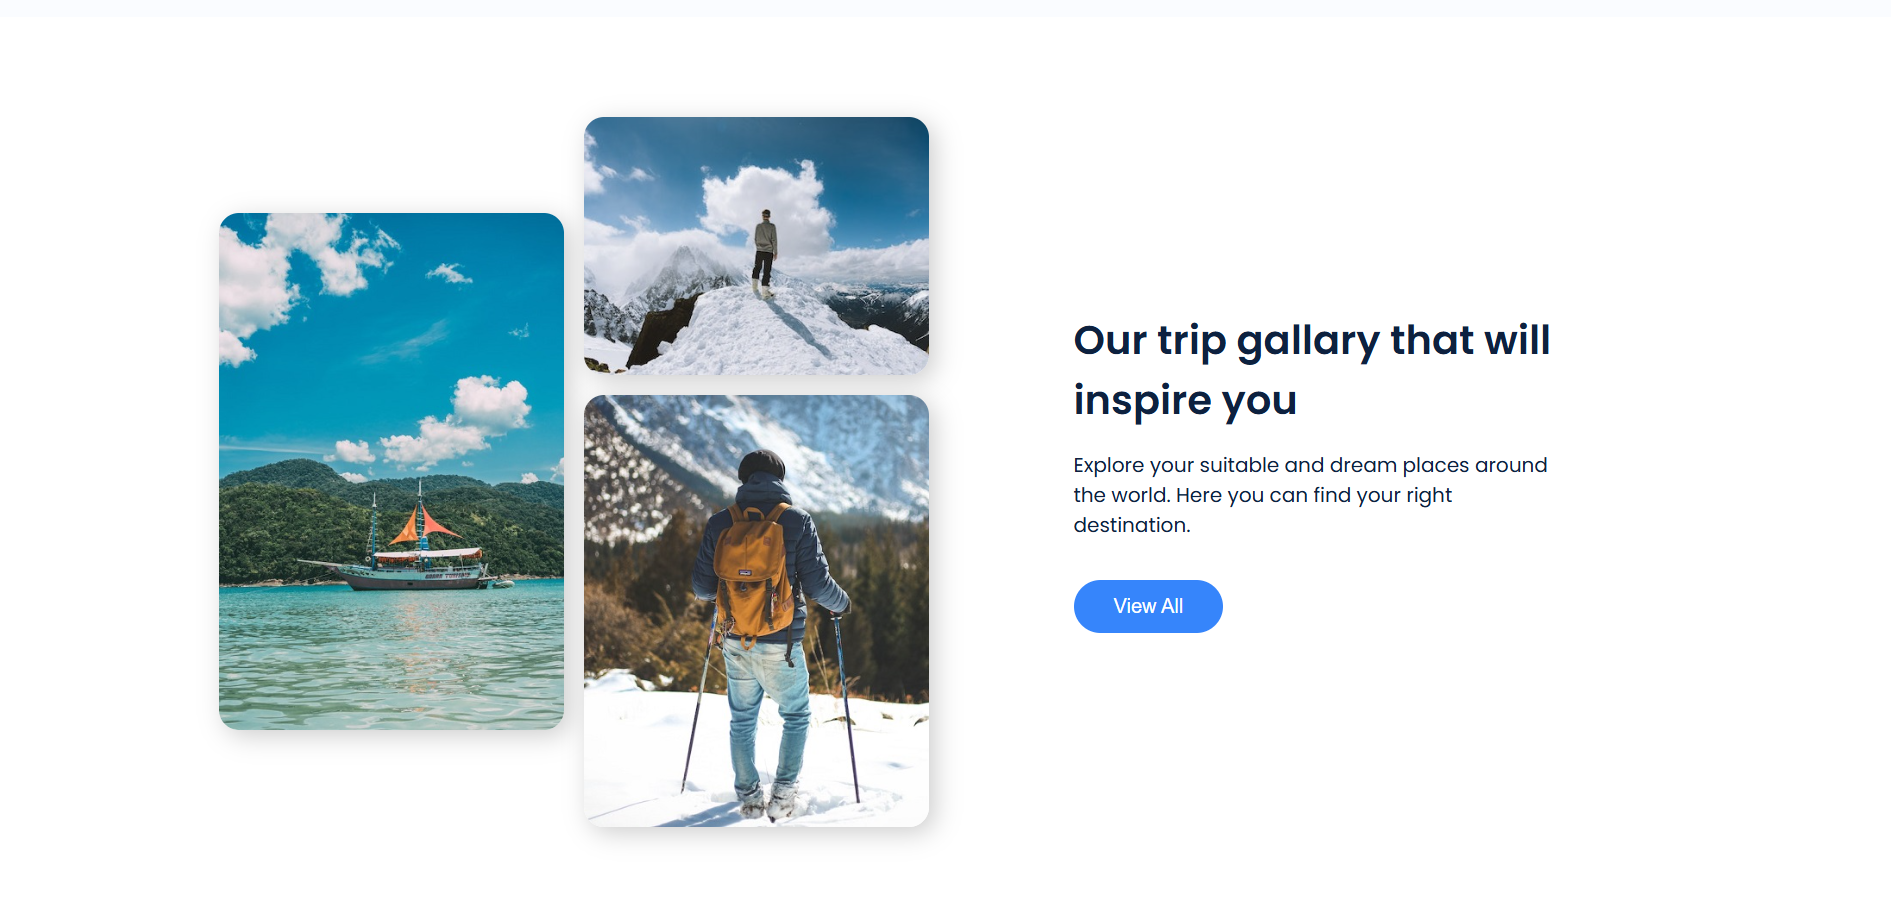 Our trip gallary that will
inspire you
Explore your suitable and dream places around
the world. Here you can find your right
destination.
View All